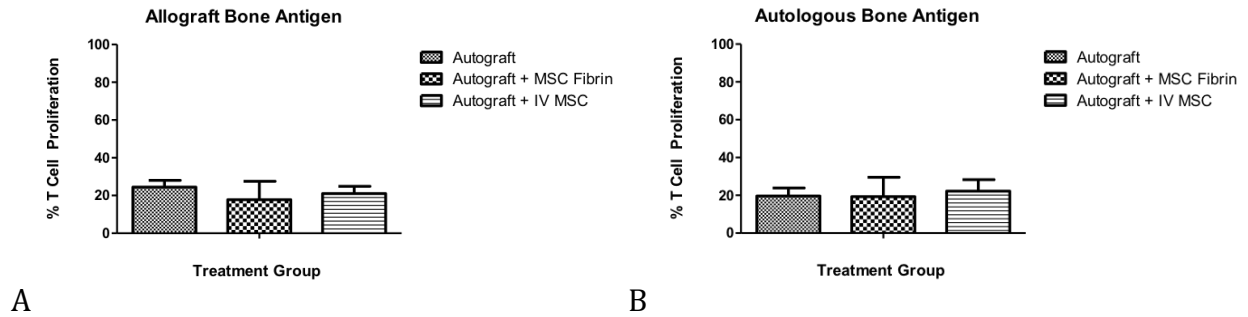 Allograft Bone Antigen
% T Cell Proliferation
100
80
60
40
20
0
Treatment Group
Autograft
Autograft + MSC Fibrin
Autograft + IV MSC
A
Autologous Bone Antigen
% T Cell Proliferation
100
80
60
40
20
0
Treatment Group
Autograft
Autograft + MSC Fibrin
Autograft + IV MSC
B